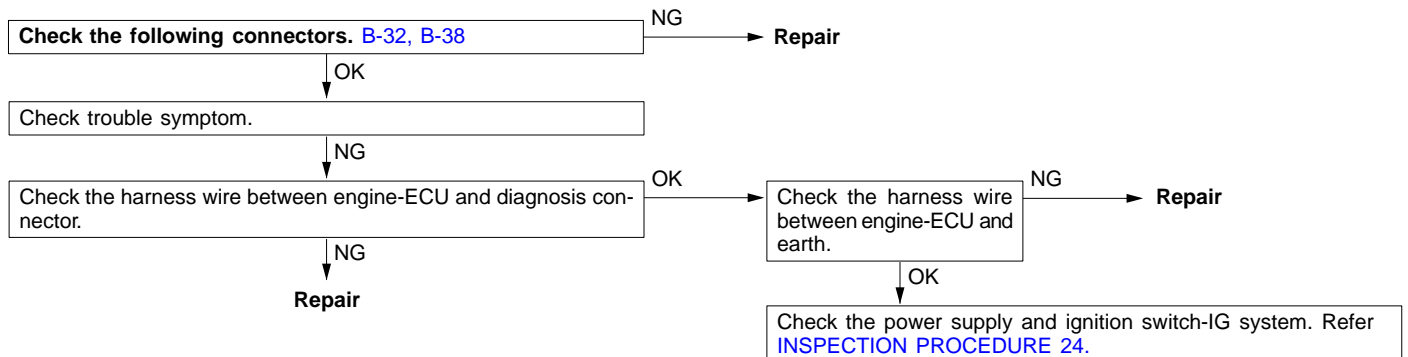 Check the following connectors. B-32, B-38
NG
Repair
OK
Check trouble symptom.
NG
Check the harness wire between engine-ECU and diagnosis con-
nector.
OK
Check the harness wire
between engine-ECU and
earth.
NG
Repair
NG
Repair
OK
Check the power supply and ignition switch-IG system. Refer
INSPECTION PROCEDURE 24.